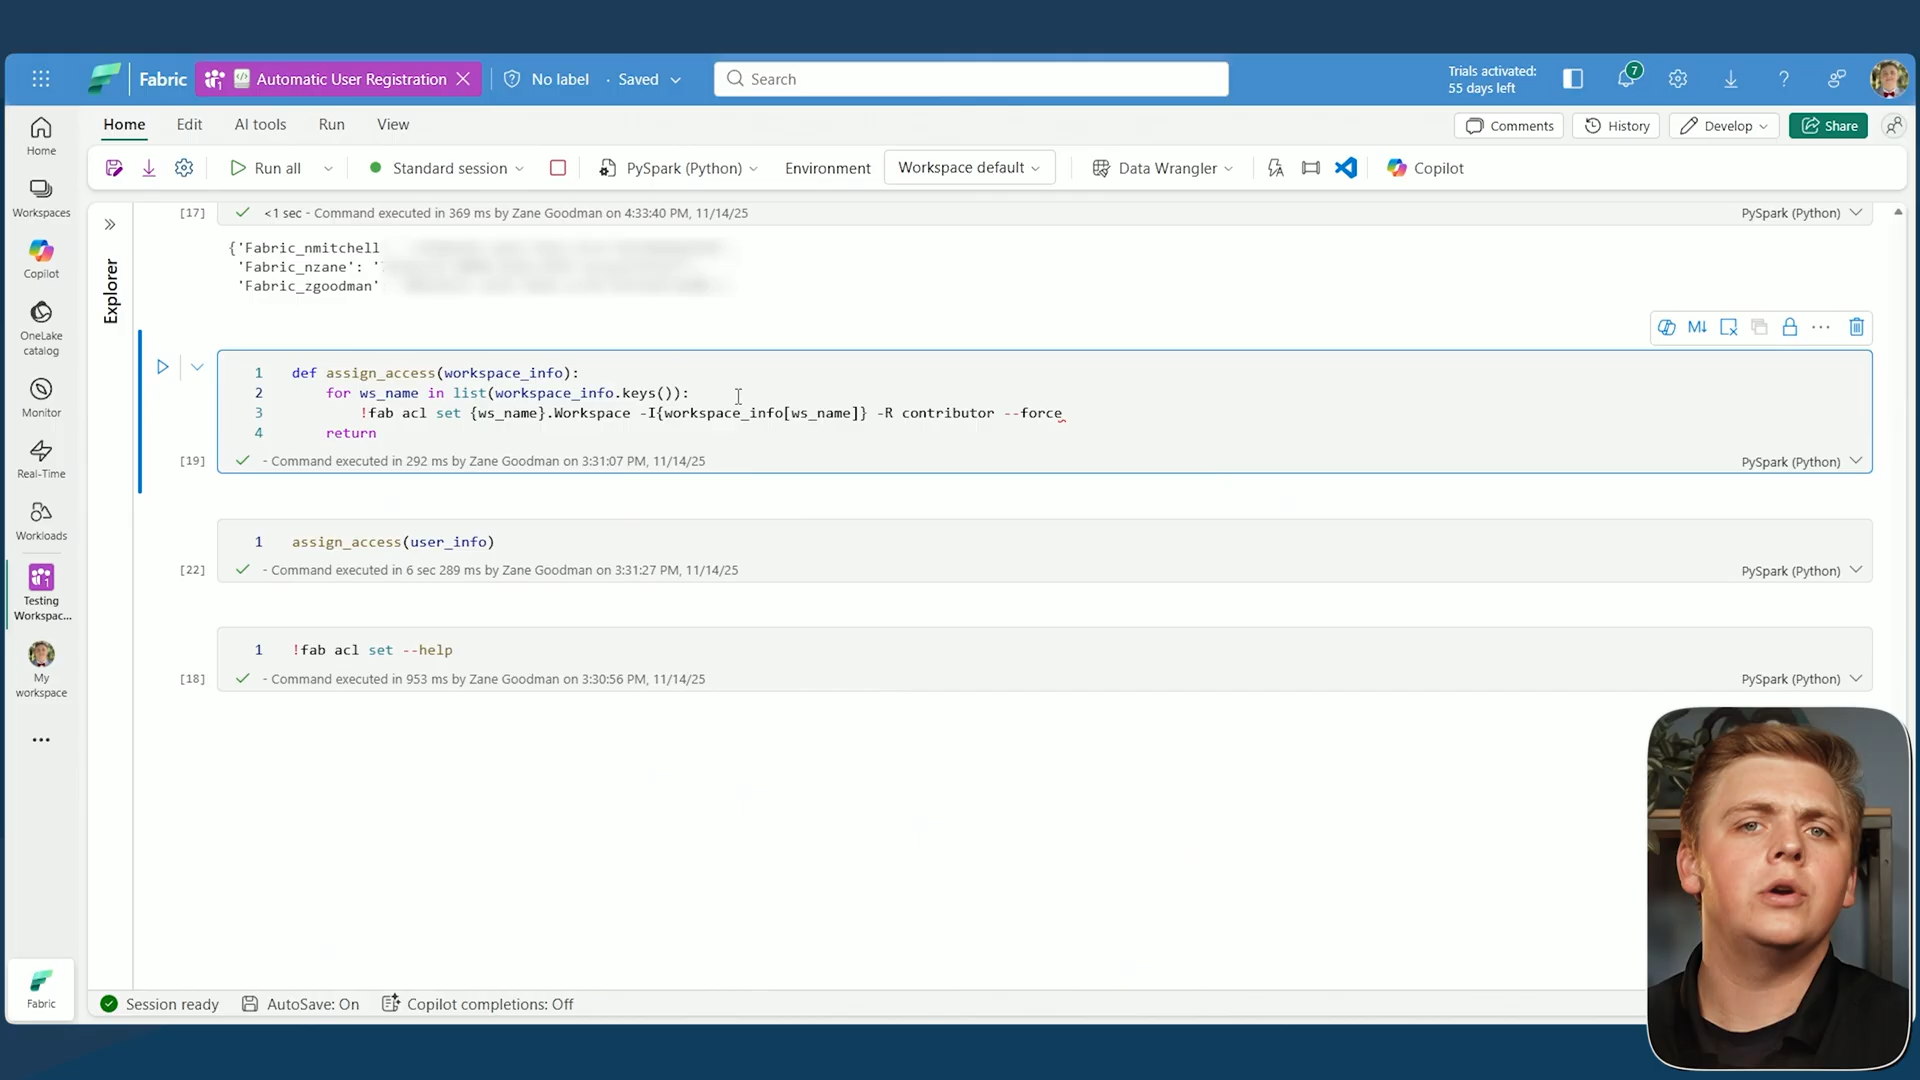 Fabric
Automatic User Registration
No label
Saved
Search
Trials activated:
55 days left
7
Home
Edit
AI tools
Run
View
Comments
History
Develop
Share
Run all
Standard session
PySpark (Python)
Environment
Workspace default
Data Wrangler
Copilot
Home
Workspaces
Copilot
OneLake
catalog
Monitor
Real-Time
Workloads
Testing
Workspac...
My
workspace
Fabric
Explorer
[17]
<1 sec - Command executed in 369 ms by Zane Goodman on 4:33:40 PM, 11/14/25
PySpark (Python)
{'Fabric_nmitchell
'Fabric_nzane': '
'Fabric_zgoodman'
M↓
1 def assign_access(workspace_info):
2 for ws_name in list(workspace_info.keys()):
3 !fab acl set {ws_name}.Workspace -I{workspace_info[ws_name]} -R contributor --force
4 return
[19]
- Command executed in 292 ms by Zane Goodman on 3:31:07 PM, 11/14/25
PySpark (Python)
1 assign_access(user_info)
[22]
- Command executed in 6 sec 289 ms by Zane Goodman on 3:31:27 PM, 11/14/25
PySpark (Python)
1 !fab acl set --help
[18]
- Command executed in 953 ms by Zane Goodman on 3:30:56 PM, 11/14/25
PySpark (Python)
Session ready
AutoSave: On
Copilot completions: Off